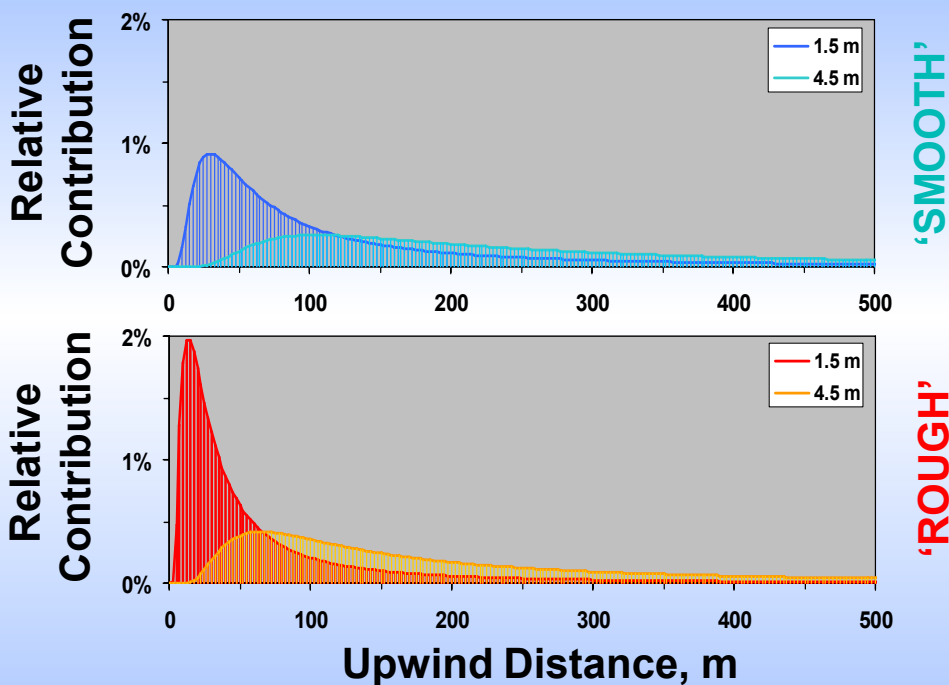 Relative
Contribution
2%
1%
0%
1.5 m
4.5 m
0
100
200
300
400
500
'SMOOTH'
Relative
Contribution
2%
1%
0%
1.5 m
4.5 m
0
100
200
300
400
500
'ROUGH'
Upwind Distance, m